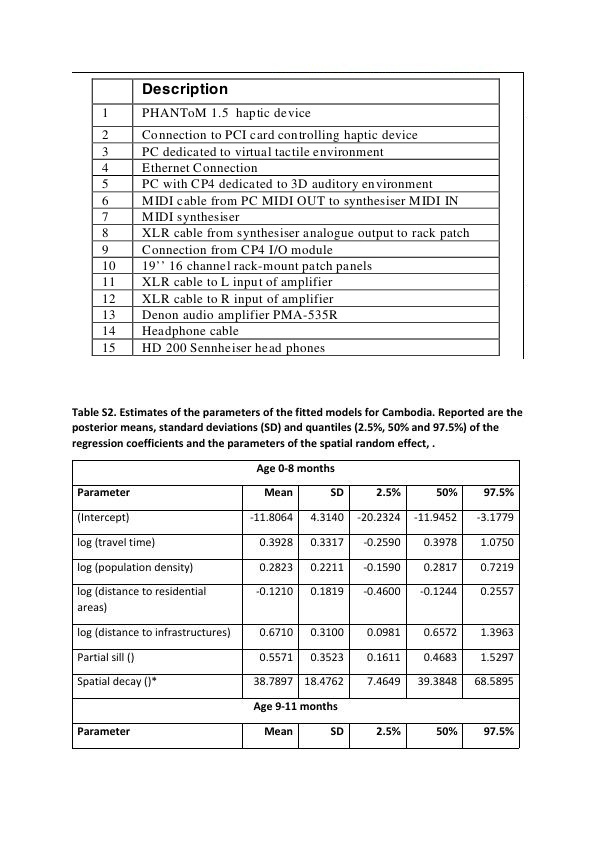 Description
1 PHANToM 1.5 haptic device
2 Connection to PCI card controlling haptic device
3 PC dedicated to virtual tactile environment
4 Ethernet Connection
5 PC with CP4 dedicated to 3D auditory environment
6 MIDI cable from PC MIDI OUT to synthesiser MIDI IN
7 MIDI synthesiser
8 XLR cable from synthesiser analogue output to rack patch
9 Connection from CP4 I/O module
10 19’’ 16 channel rack-mount patch panels
11 XLR cable to L input of amplifier
12 XLR cable to R input of amplifier
13 Denon audio amplifier PMA-535R
14 Headphone cable
15 HD 200 Sennheiser head phones
Table S2. Estimates of the parameters of the fitted models for Cambodia. Reported are the
posterior means, standard deviations (SD) and quantiles (2.5%, 50% and 97.5%) of the
regression coefficients and the parameters of the spatial random effect, .
Age 0-8 months
Parameter Mean SD 2.5% 50% 97.5%
(Intercept) -11.8064 4.3140 -20.2324 -11.9452 -3.1779
log (travel time) 0.3928 0.3317 -0.2590 0.3978 1.0750
log (population density) 0.2823 0.2211 -0.1590 0.2817 0.7219
log (distance to residential -0.1210 0.1819 -0.4600 -0.1244 0.2557
areas)
log (distance to infrastructures) 0.6710 0.3100 0.0981 0.6572 1.3963
Partial sill () 0.5571 0.3523 0.1611 0.4683 1.5297
Spatial decay ()* 38.7897 18.4762 7.4649 39.3848 68.5895
Age 9-11 months
Parameter Mean SD 2.5% 50% 97.5%